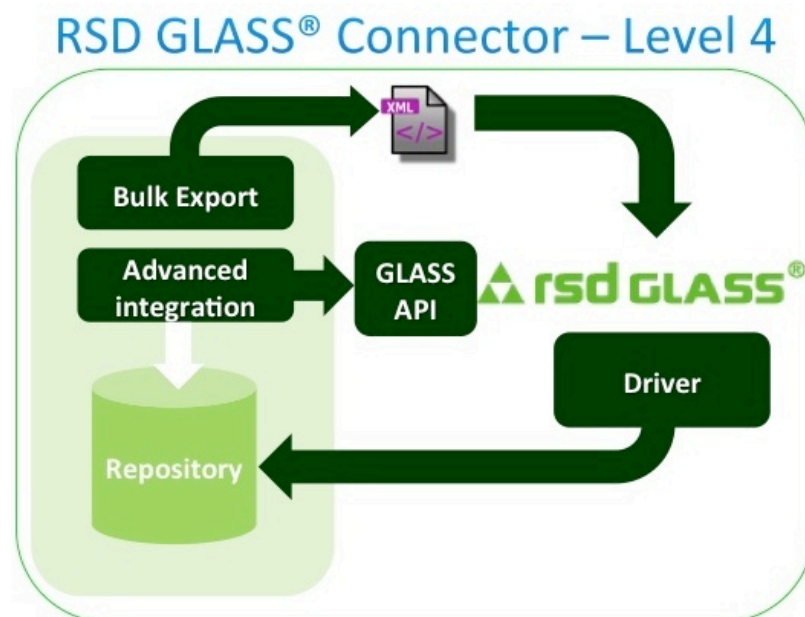 RSD GLASS® Connector – Level 4
XML
</>
Bulk Export
Advanced
integration
GLASS
API
rsd GLASS®
Driver
Repository